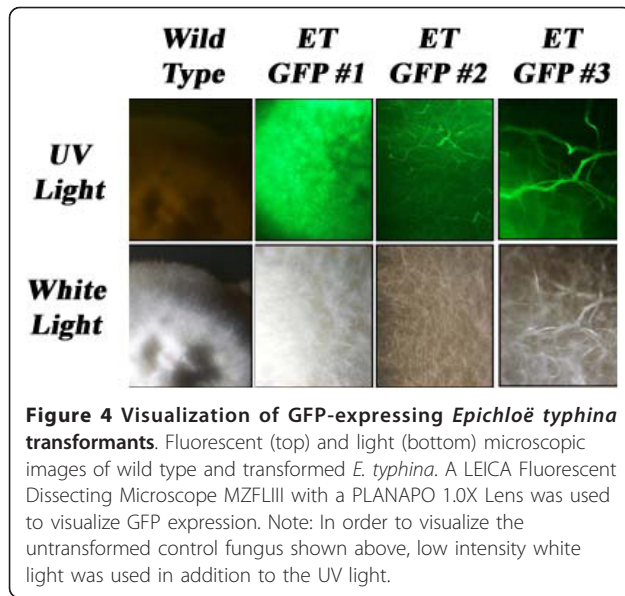 Wild Type ET GFP #1 ET GFP #2 ET GFP #3
UV Light
White Light
Figure 4 Visualization of GFP-expressing Epichloë typhina
transformants. Fluorescent (top) and light (bottom) microscopic
images of wild type and transformed E. typhina. A LEICA Fluorescent
Dissecting Microscope MZFLIII with a PLANAPO 1.0X Lens was used
to visualize GFP expression. Note: In order to visualize the
untransformed control fungus shown above, low intensity white
light was used in addition to the UV light.